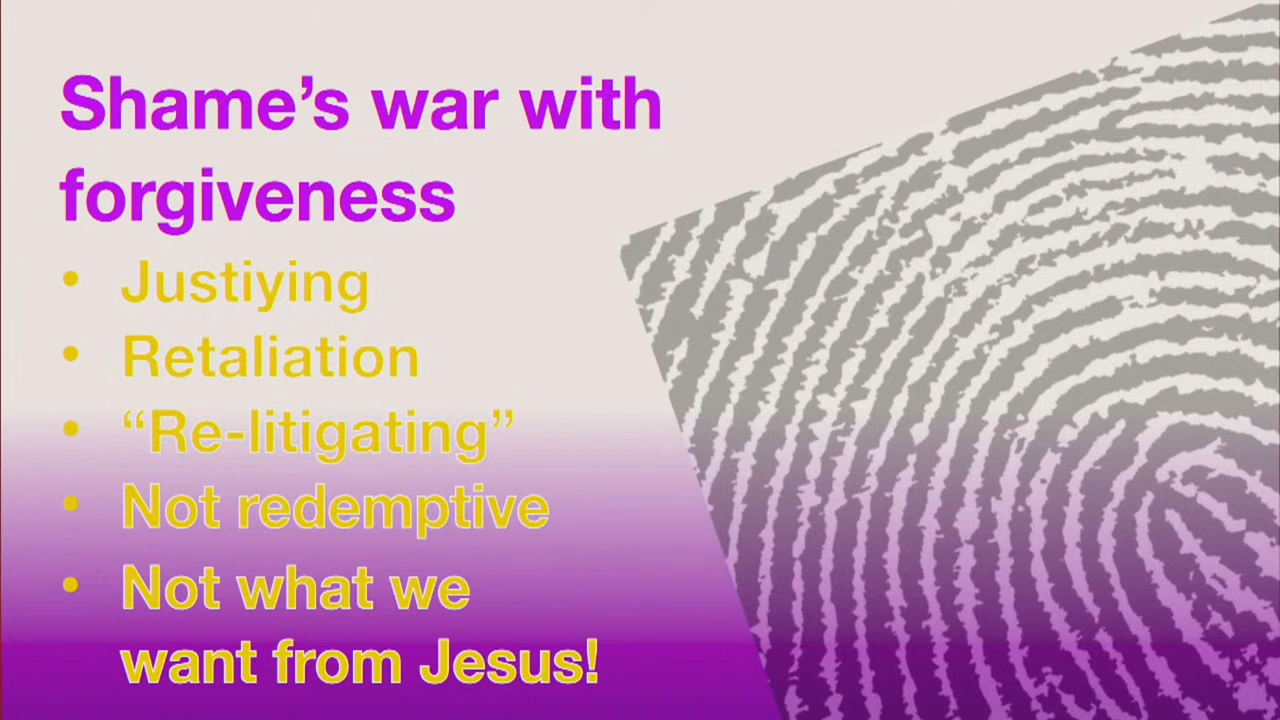 Shame’s war with
forgiveness
• Justiying
• Retaliation
• “Re-litigating”
• Not redemptive
• Not what we
want from Jesus!